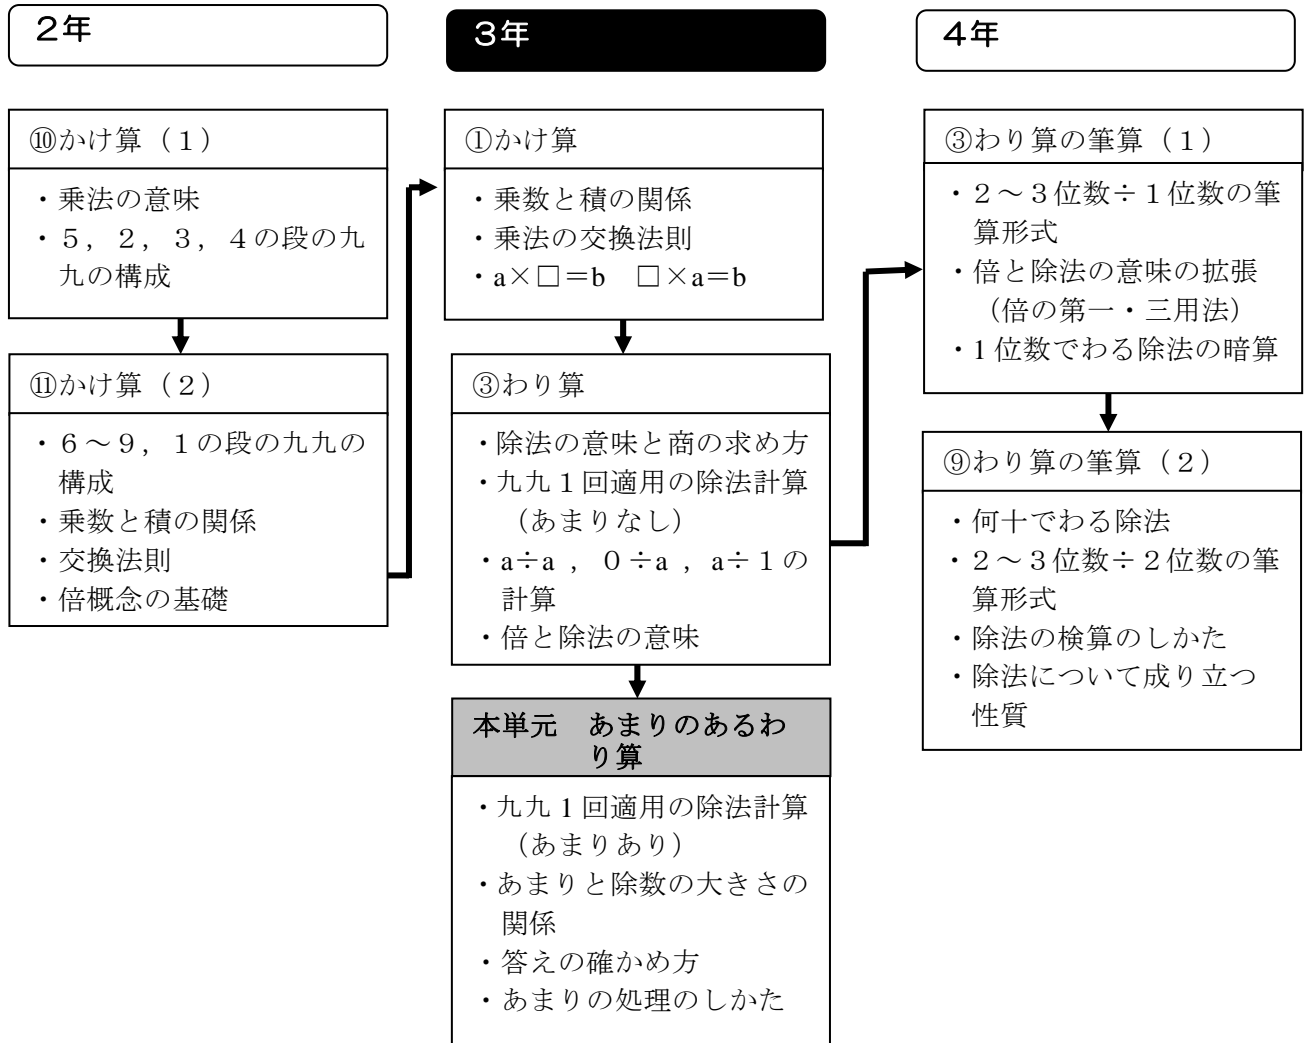 ２年
⑩かけ算（１）
・乗法の意味
・５，２，３，４の段の九
九の構成
⑪かけ算（２）
・６～９，１の段の九九の
構成
・乗数と積の関係
・交換法則
・倍概念の基礎
３年
①かけ算
・乗数と積の関係
・乗法の交換法則
・a×□＝b　□×a＝b
③わり算
・除法の意味と商の求め方
・九九１回適用の除法計算
（あまりなし）
・a÷a ，０÷a ，a÷１の
計算
・倍と除法の意味
本単元　あまりのあるわ
り算
・九九１回適用の除法計算
（あまりあり）
・あまりと除数の大きさの
関係
・答えの確かめ方
・あまりの処理のしかた
４年
③わり算の筆算（１）
・２～３位数÷１位数の筆
算形式
・倍と除法の意味の拡張
（倍の第一・三用法）
・1位数でわる除法の暗算
⑨わり算の筆算（２）
・何十でわる除法
・２～３位数÷２位数の筆
算形式
・除法の検算のしかた
・除法について成り立つ
性質